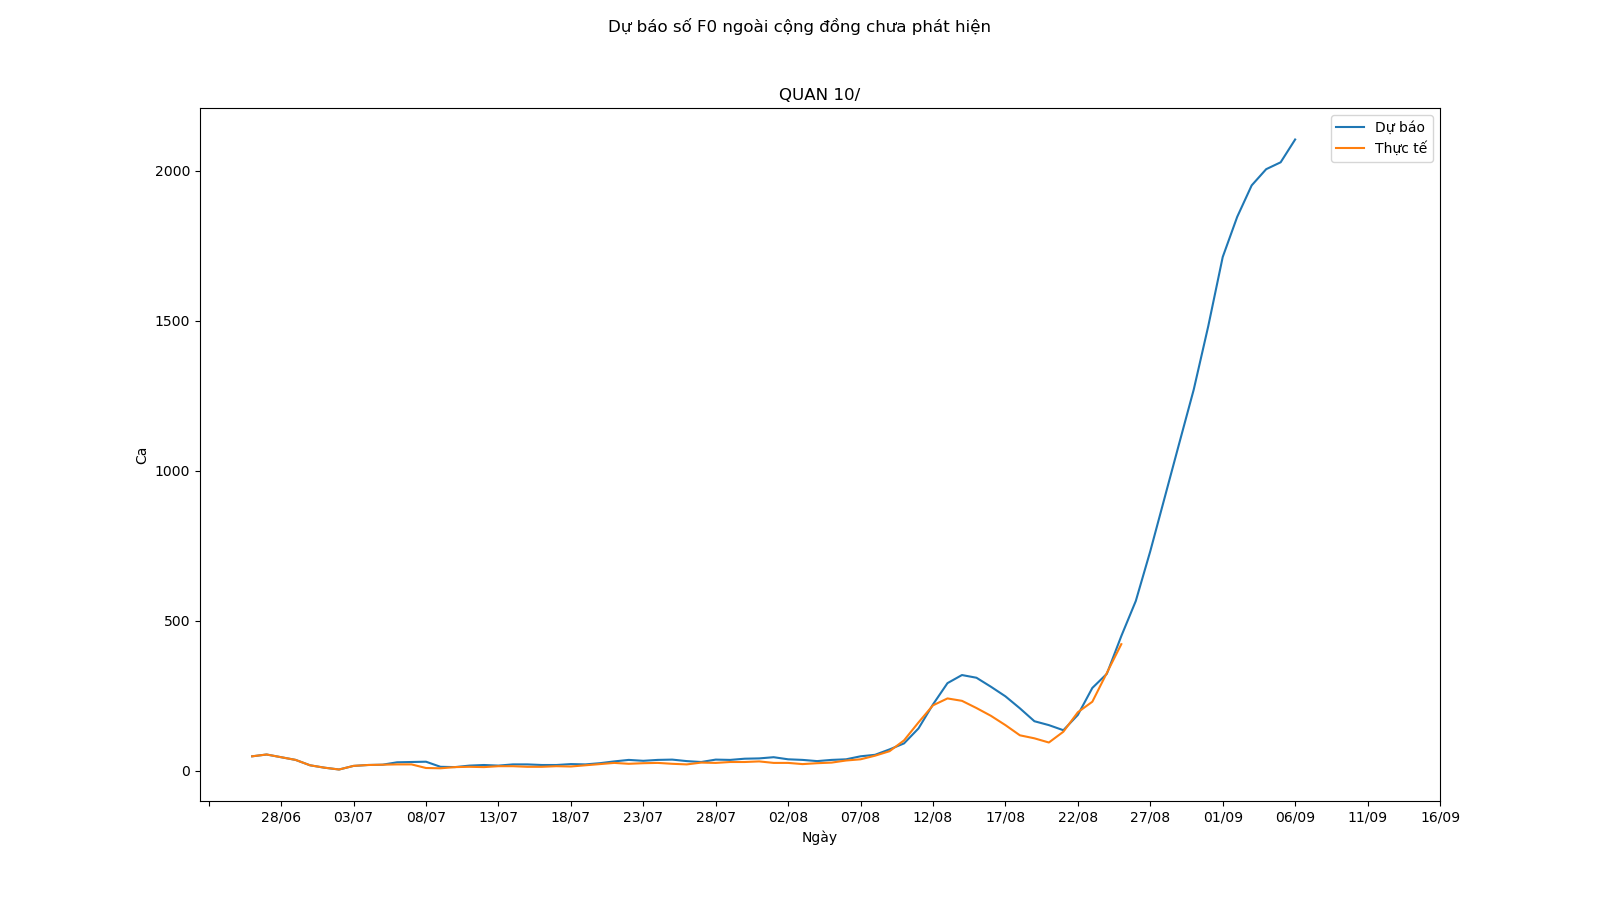 Dự báo số F0 ngoài cộng đồng chưa phát hiện
QUAN 10/
Dự báo
Thực tế
2000
1500
1000
500
0
Ca
28/06 03/07 08/07 13/07 18/07 23/07 28/07 02/08 07/08 12/08 17/08 22/08 27/08 01/09 06/09 11/09 16/09
Ngày